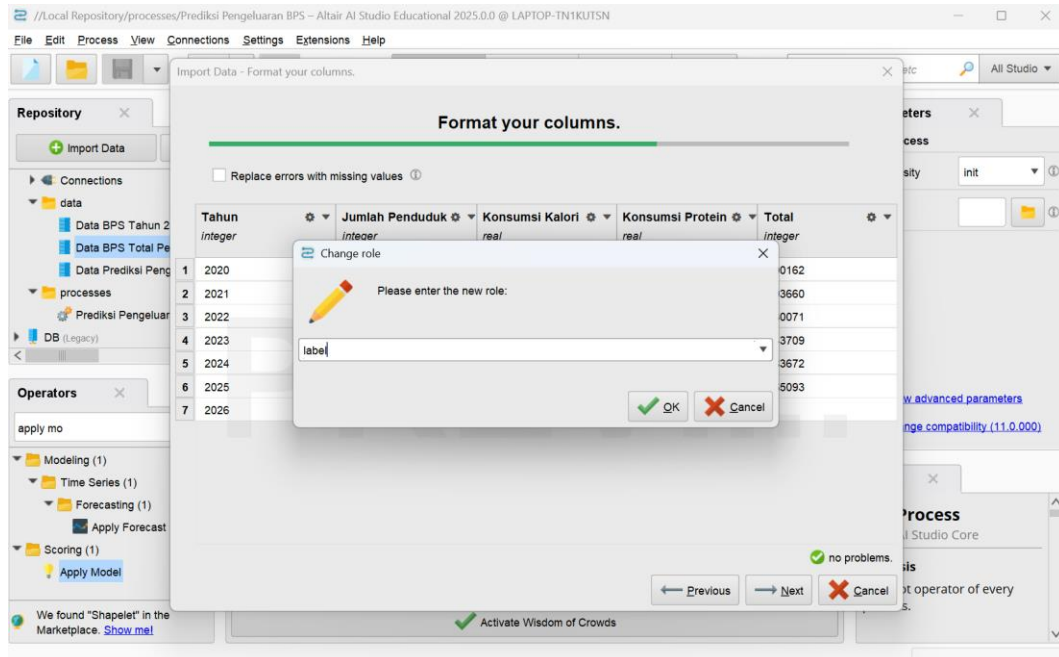 //Local Repository/processes/Prediksi Pengeluaran BPS – Altair AI Studio Educational 2025.0.0 @ LAPTOP-TN1KUTSN
File Edit Process View Connections Settings Extensions Help
Import Data - Format your columns.
etc
All Studio
Repository
Import Data
Connections
data
Data BPS Tahun 2
Data BPS Total Pe
Data Prediksi Peng
processes
Prediksi Pengeluar
DB (Legacy)
Operators
apply mo
Modeling (1)
Time Series (1)
Forecasting (1)
Apply Forecast
Scoring (1)
Apply Model
We found "Shapelet" in the
Marketplace. Show me!
Format your columns.
Replace errors with missing values
Tahun Jumlah Penduduk Konsumsi Kalori Konsumsi Protein Total
integer integer real real integer
1 2020 0162
2 2021 3660
3 2022 0071
4 2023 3709
5 2024 3672
6 2025 5093
7 2026
Change role
Please enter the new role:
label
OK Cancel
no problems.
Previous Next Cancel
Activate Wisdom of Crowds
eters
cess
sity init
w advanced parameters
nge compatibility (11.0.000)
Process
I Studio Core
sis
ot operator of every
s.